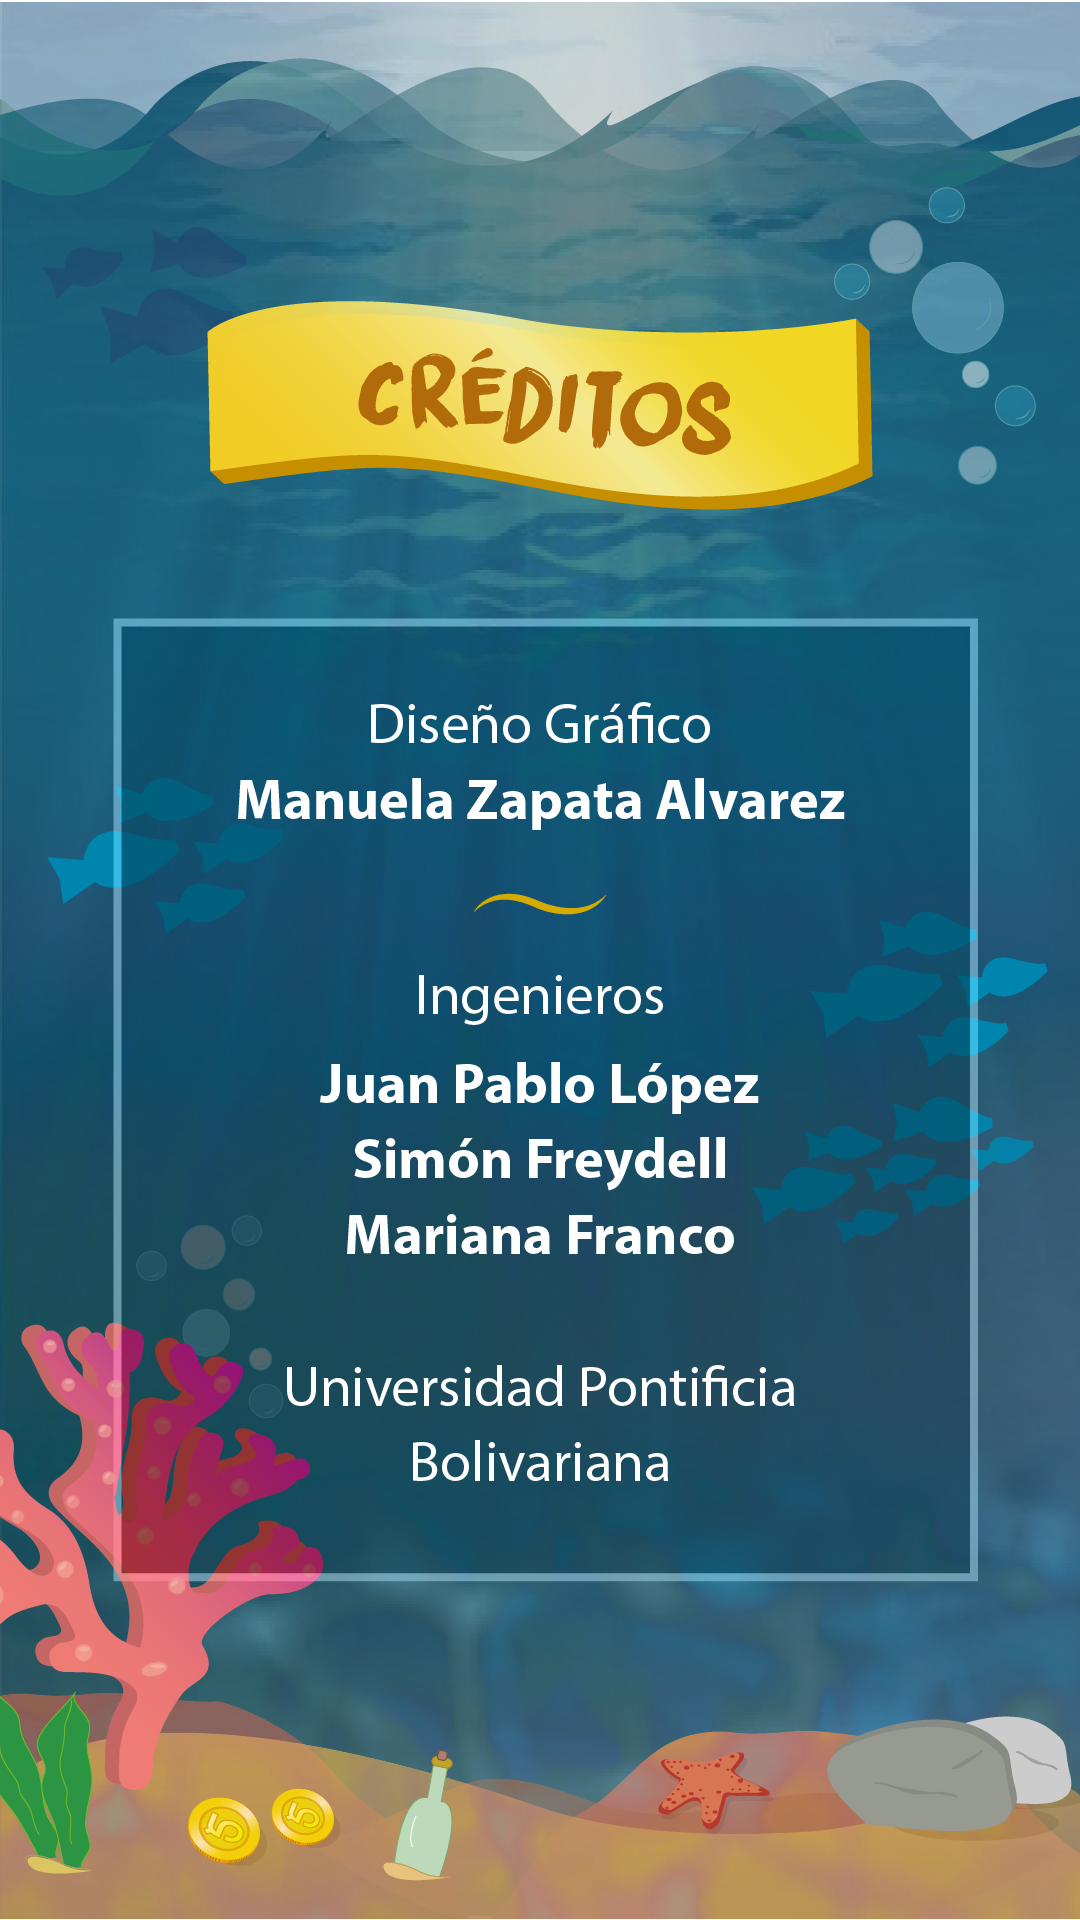 CRÉDITOS
Diseño Gráfico
Manuela Zapata Alvarez
Ingenieros
Juan Pablo López
Simón Freydell
Mariana Franco
Universidad Pontificia
Bolivariana
5
5